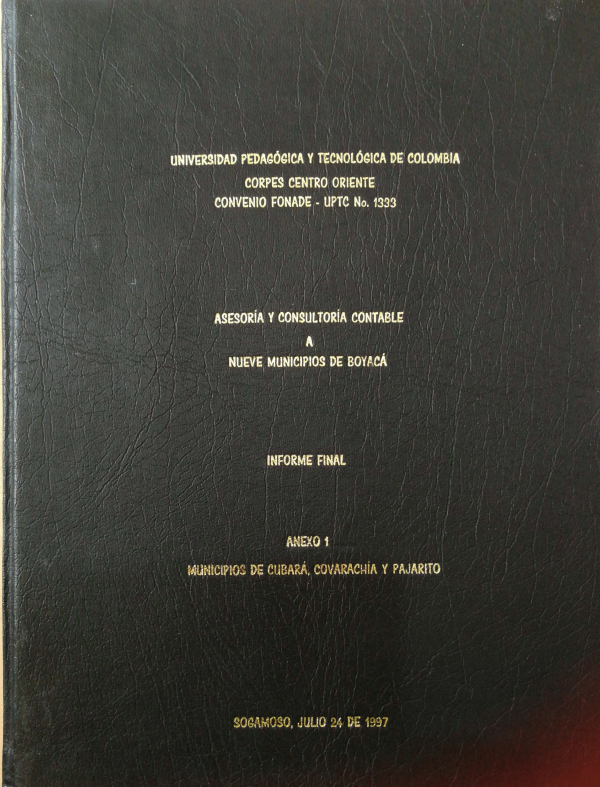 UNIVERSIDAD PEDAGÓGICA Y TECNOLÓGICA DE COLOMBIA
CORPES CENTRO ORIENTE
CONVENIO FONADE - UPTC No. 1333
ASESORÍA Y CONSULTORÍA CONTABLE
A
NUEVE MUNICIPIOS DE BOYACÁ
INFORME FINAL
ANEXO 1
MUNICIPIOS DE CUBARÁ, COVARACHÍA Y PAJARITO
SOGAMOSO, JULIO 24 DE 1997